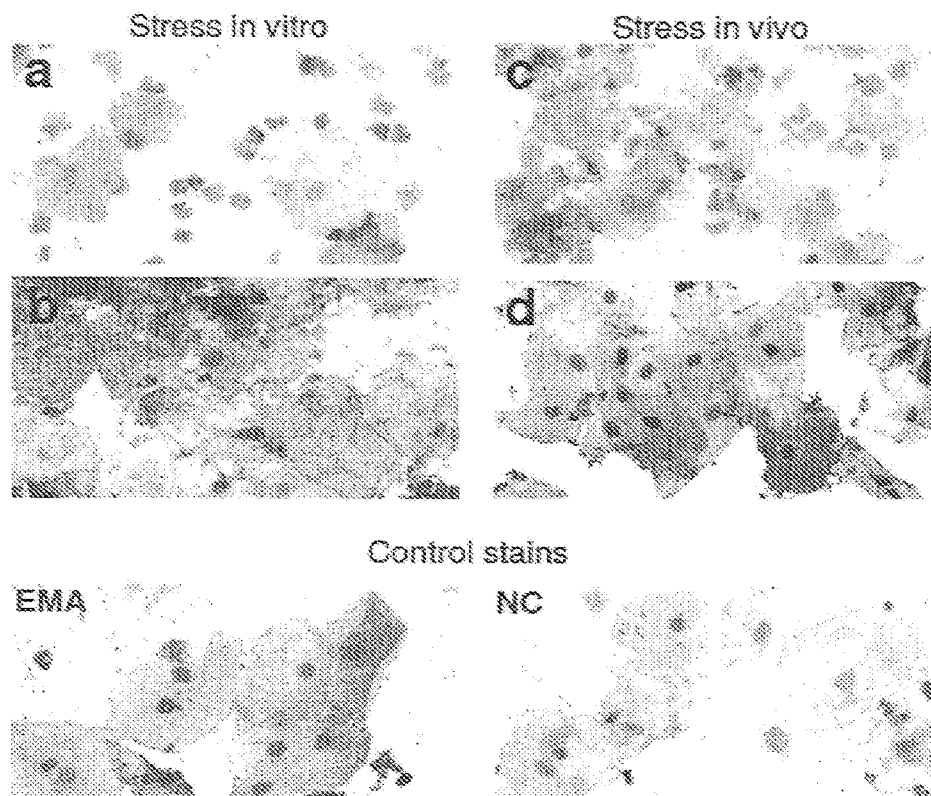 Stress in vitro
Stress in vivo
a
c
b
d
Control stains
EMA
NC